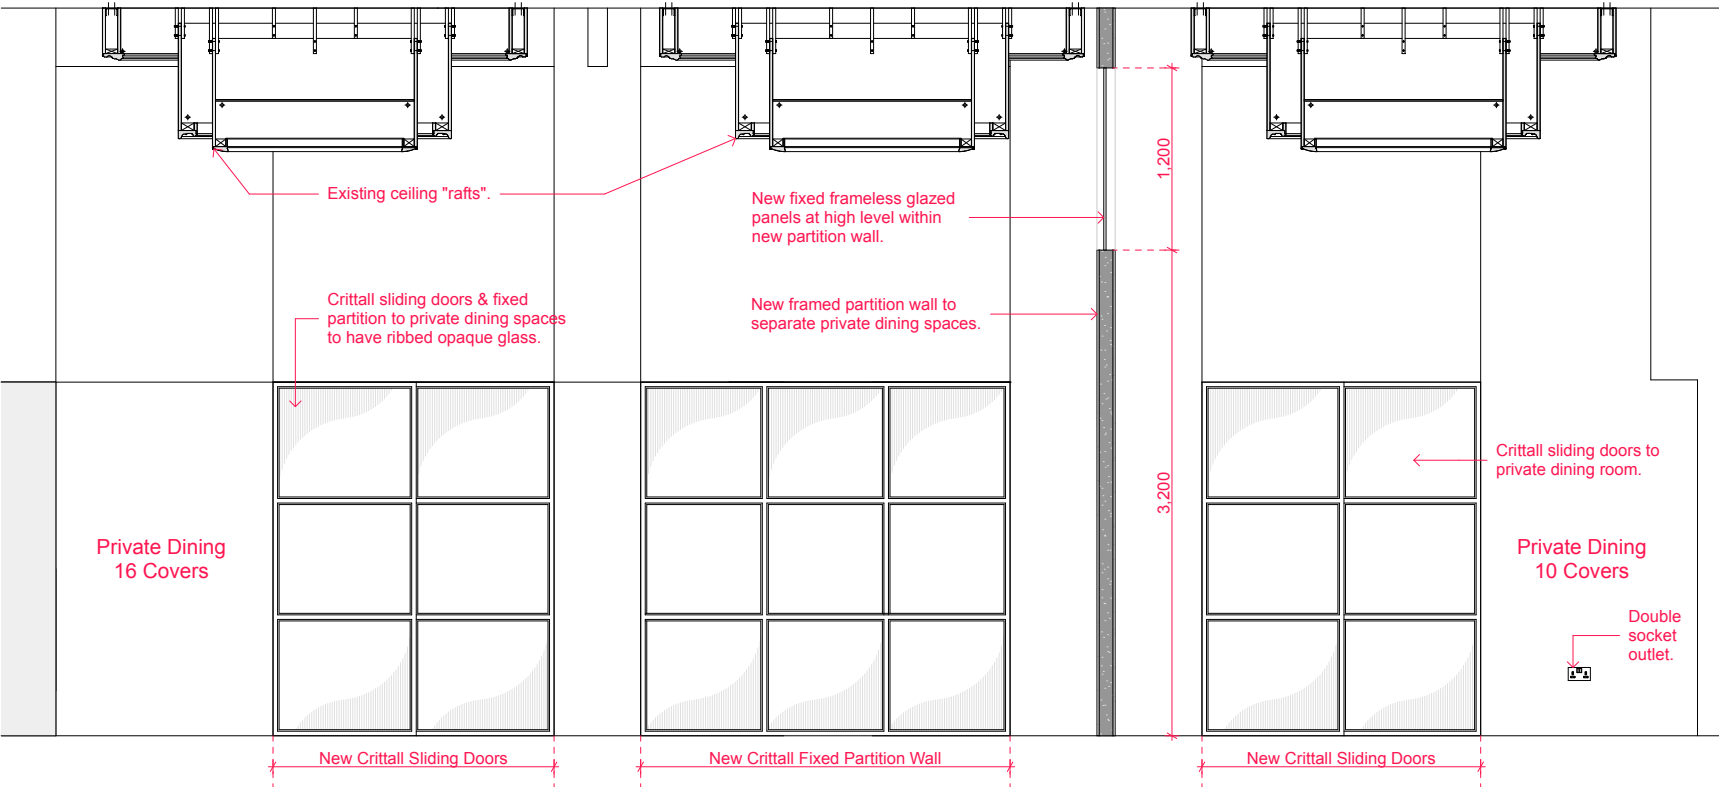 1,200
Existing ceiling "rafts".
New fixed frameless glazed
panels at high level within
new partition wall.
Crittall sliding doors & fixed
partition to private dining spaces
to have ribbed opaque glass.
New framed partition wall to
separate private dining spaces.
3,200
Crittall sliding doors to
private dining room.
Private Dining
16 Covers
Private Dining
10 Covers
Double
socket
outlet.
New Crittall Sliding Doors
New Crittall Fixed Partition Wall
New Crittall Sliding Doors